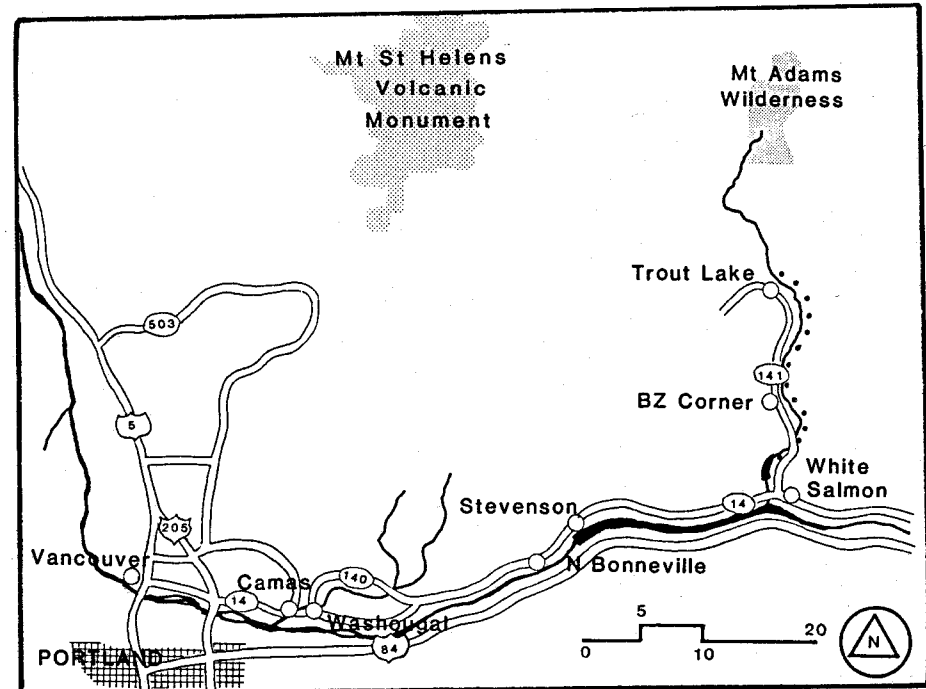 Mt St Helens
Volcanic
Monument
Mt Adams
Wilderness
Trout Lake
503
141
BZ Corner
5
White
Salmon
Stevenson
14
205
Vancouver
N Bonneville
Camas
140
14
Washougal
84
PORTLAND
5
20
0
10
N